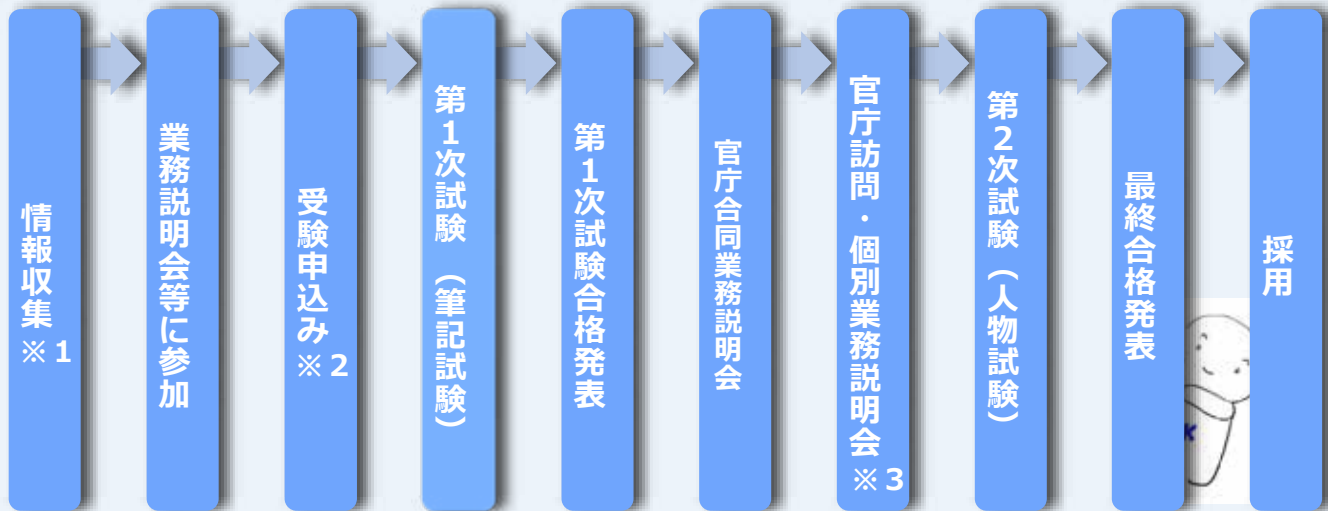 情報収集
※1
業務説明会等に参加
受験申込み
※2
第1次試験 (筆記試験)
第1次試験合格発表
官庁合同業務説明会
官庁訪問・個別業務説明会
※3
第2次試験(人物試験)
最終合格発表
K
採用